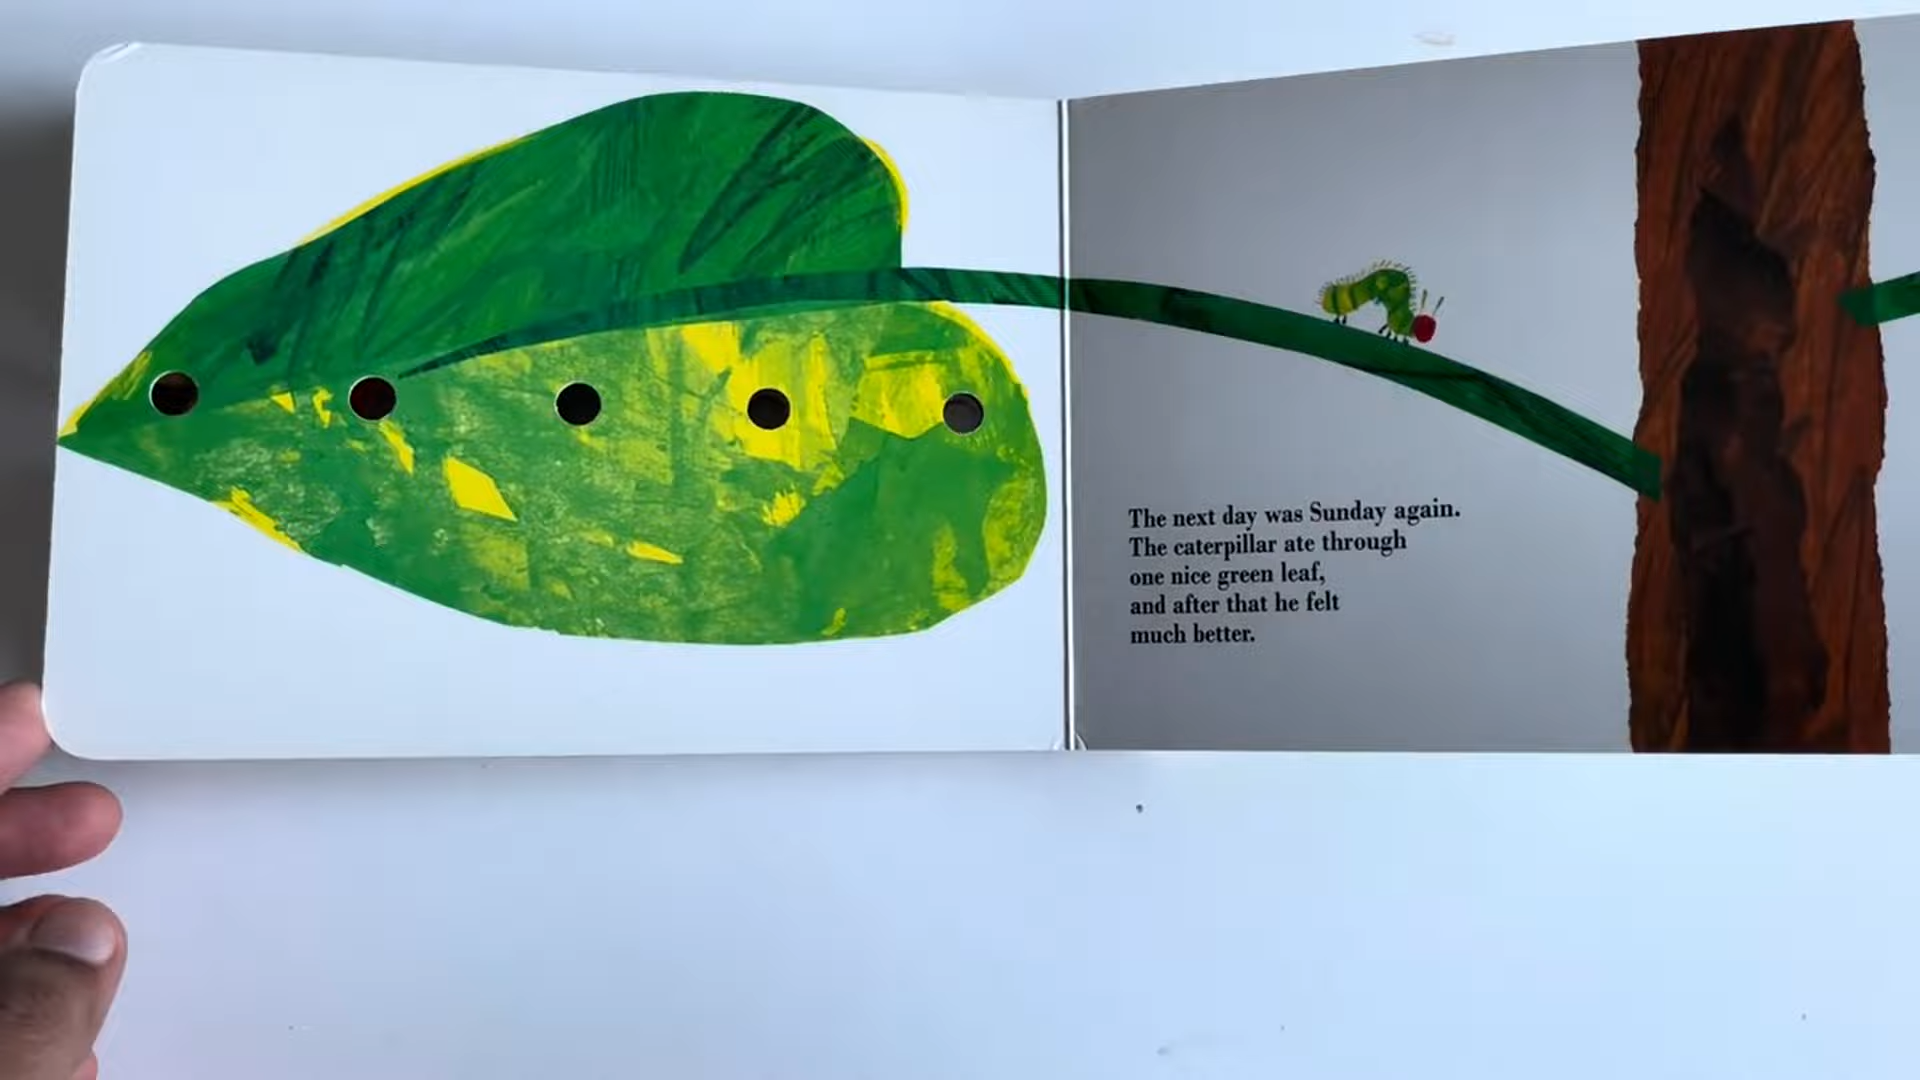 The next day was Sunday again.
The caterpillar ate through
one nice green leaf,
and after that he felt
much better.